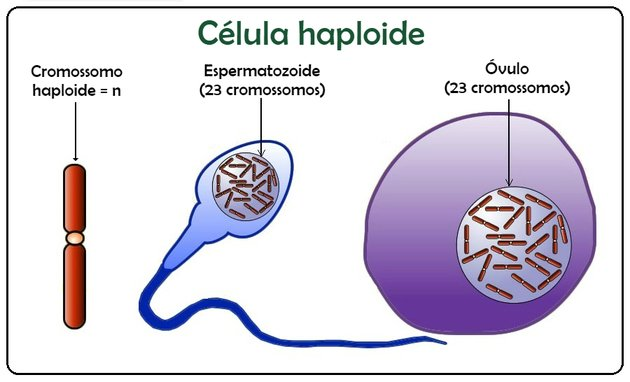 Célula haploide
Cromossomo
haploide = n
Espermatozoide
(23 cromossomos)
Óvulo
(23 cromossomos)